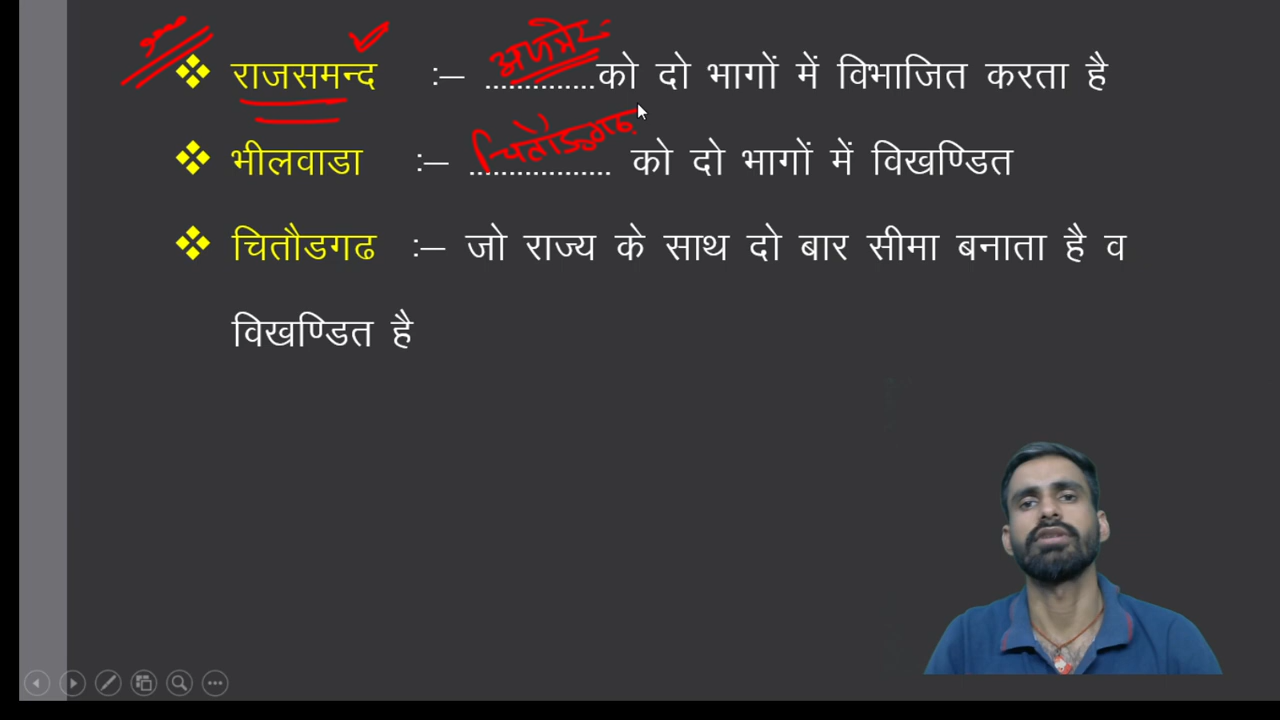 ❖ राजसमन्द :– ..............को दो भागों में विभाजित करता है
अजमेर
❖ भीलवाडा :– .................. को दो भागों में विखण्डित
चितौड़गढ
❖ चितौडगढ :– जो राज्य के साथ दो बार सीमा बनाता है व
विखण्डित है